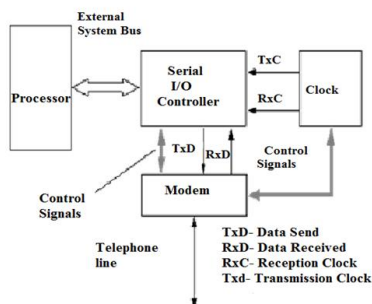 External
System Bus
Processor
Serial
I/O
Controller
TxC
RxC
Clock
TxD
RxD
Control
Signals
Control
Signals
Modem
Telephone
line
TxD- Data Send
RxD- Data Received
RxC- Reception Clock
Txd- Transmission Clock